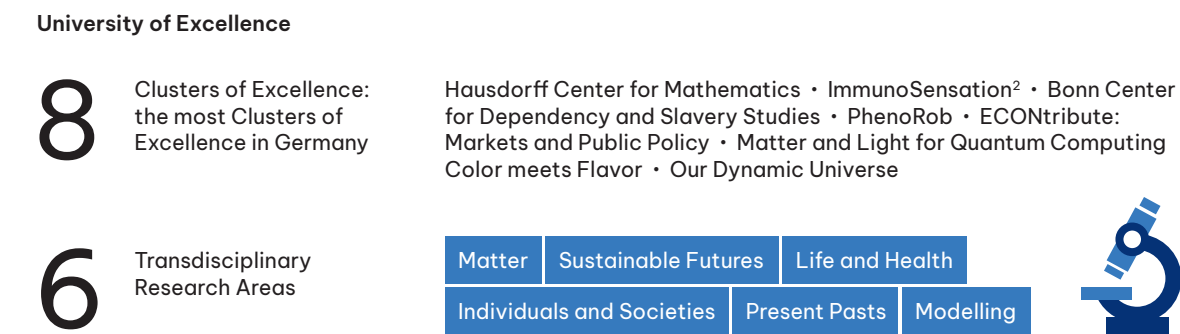 University of Excellence
8
Clusters of Excellence:
the most Clusters of
Excellence in Germany
Hausdorff Center for Mathematics • ImmunoSensation² • Bonn Center
for Dependency and Slavery Studies • PhenoRob • ECONtribute:
Markets and Public Policy • Matter and Light for Quantum Computing
Color meets Flavor • Our Dynamic Universe
6
Transdisciplinary
Research Areas
Matter Sustainable Futures Life and Health
Individuals and Societies Present Pasts Modelling